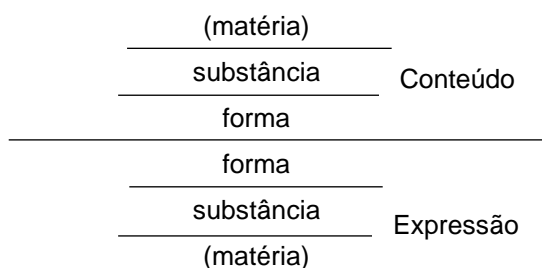 (matéria)
substância
Conteúdo
forma
forma
substância
Expressão
(matéria)